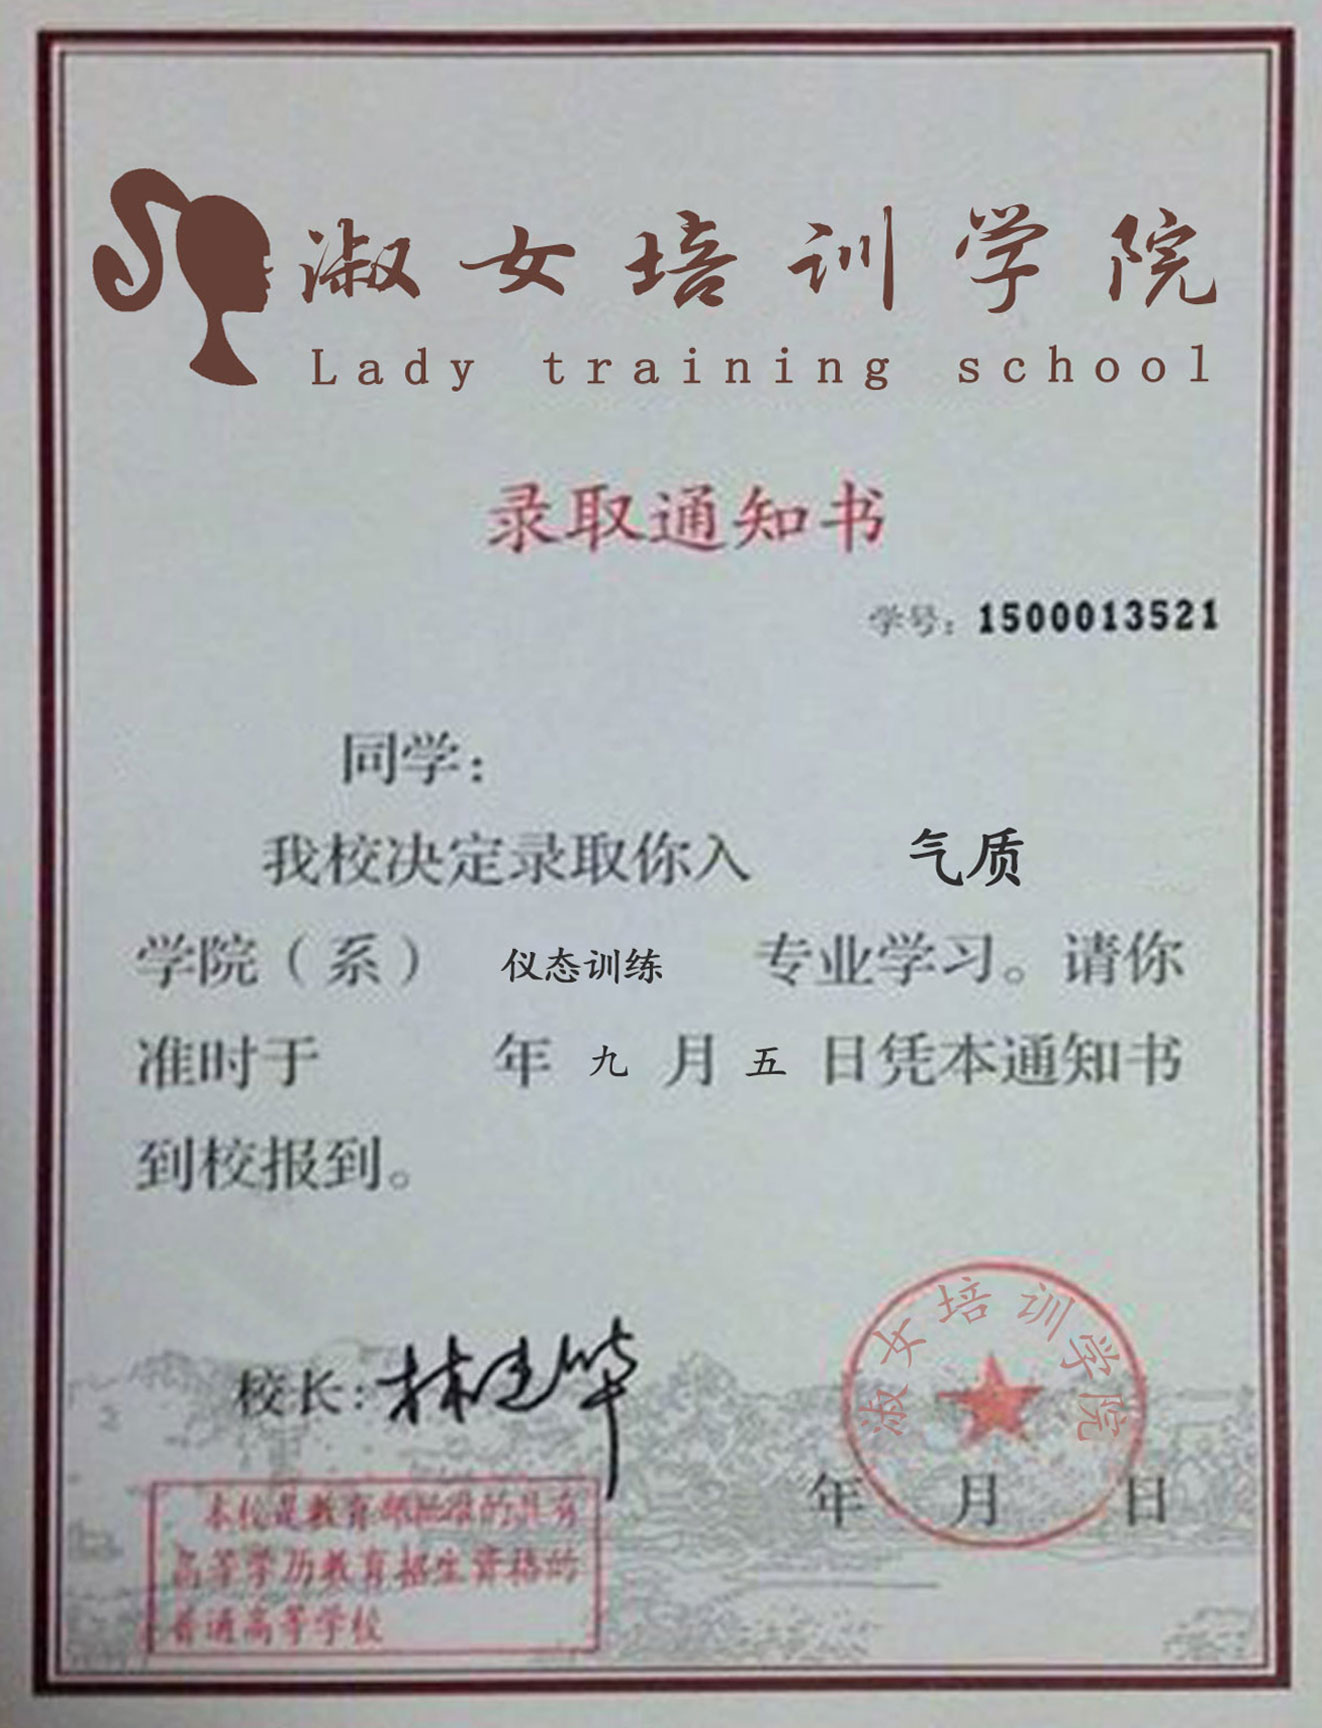 淑女培训学院
Lady training school
录取通知书
学号：1500013521
同学：
我校决定录取你入 气质
学院（系） 仪态训练 专业学习。请你
准时于 年 九 月 五 日凭本通知书
到校报到。
校长：林建华
淑女培训学院
年 月 日
本校是教育部批准的具有
高等学历教育招生资格的
普通高等学校